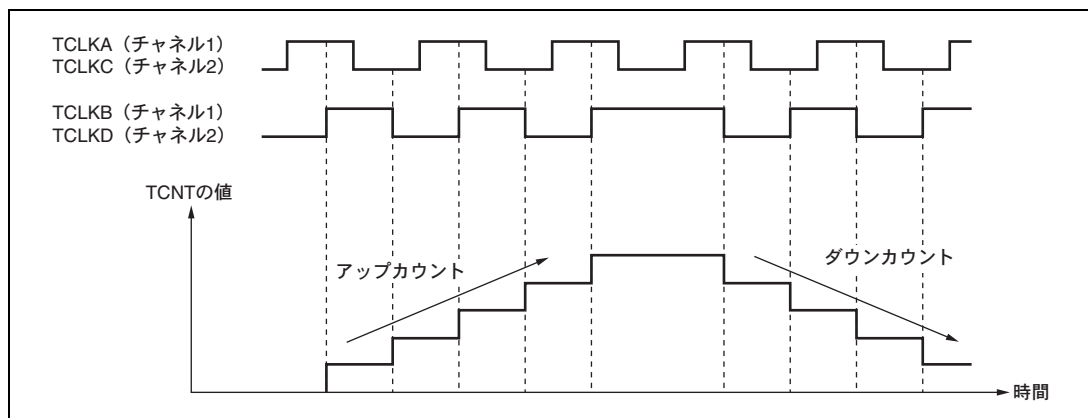 TCLKA（チャネル1）
TCLKC（チャネル2）
TCLKB（チャネル1）
TCLKD（チャネル2）
TCNTの値
アップカウント
ダウンカウント
時間